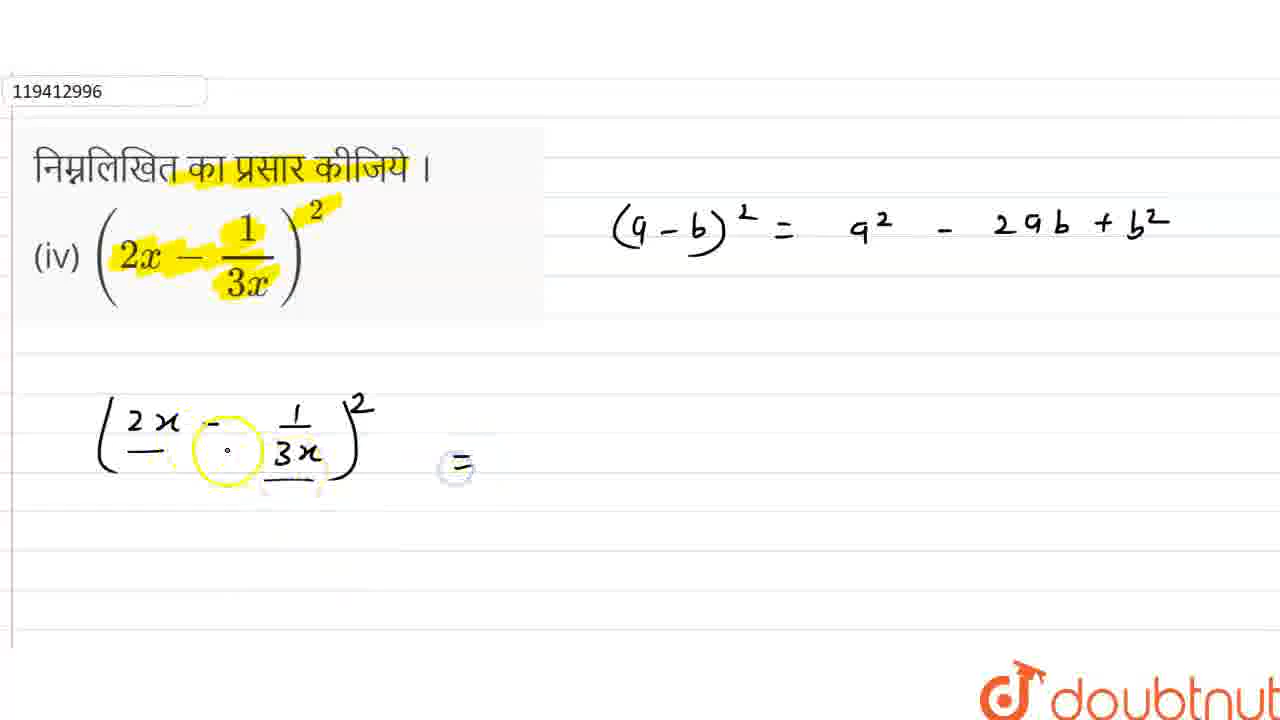 119412996
निम्नलिखित का प्रसार कीजिये ।
(iv) (2x − 1/3x)²
(a − b)² = a² − 2ab + b²
(2x − 1/3x)² =
doubtnut